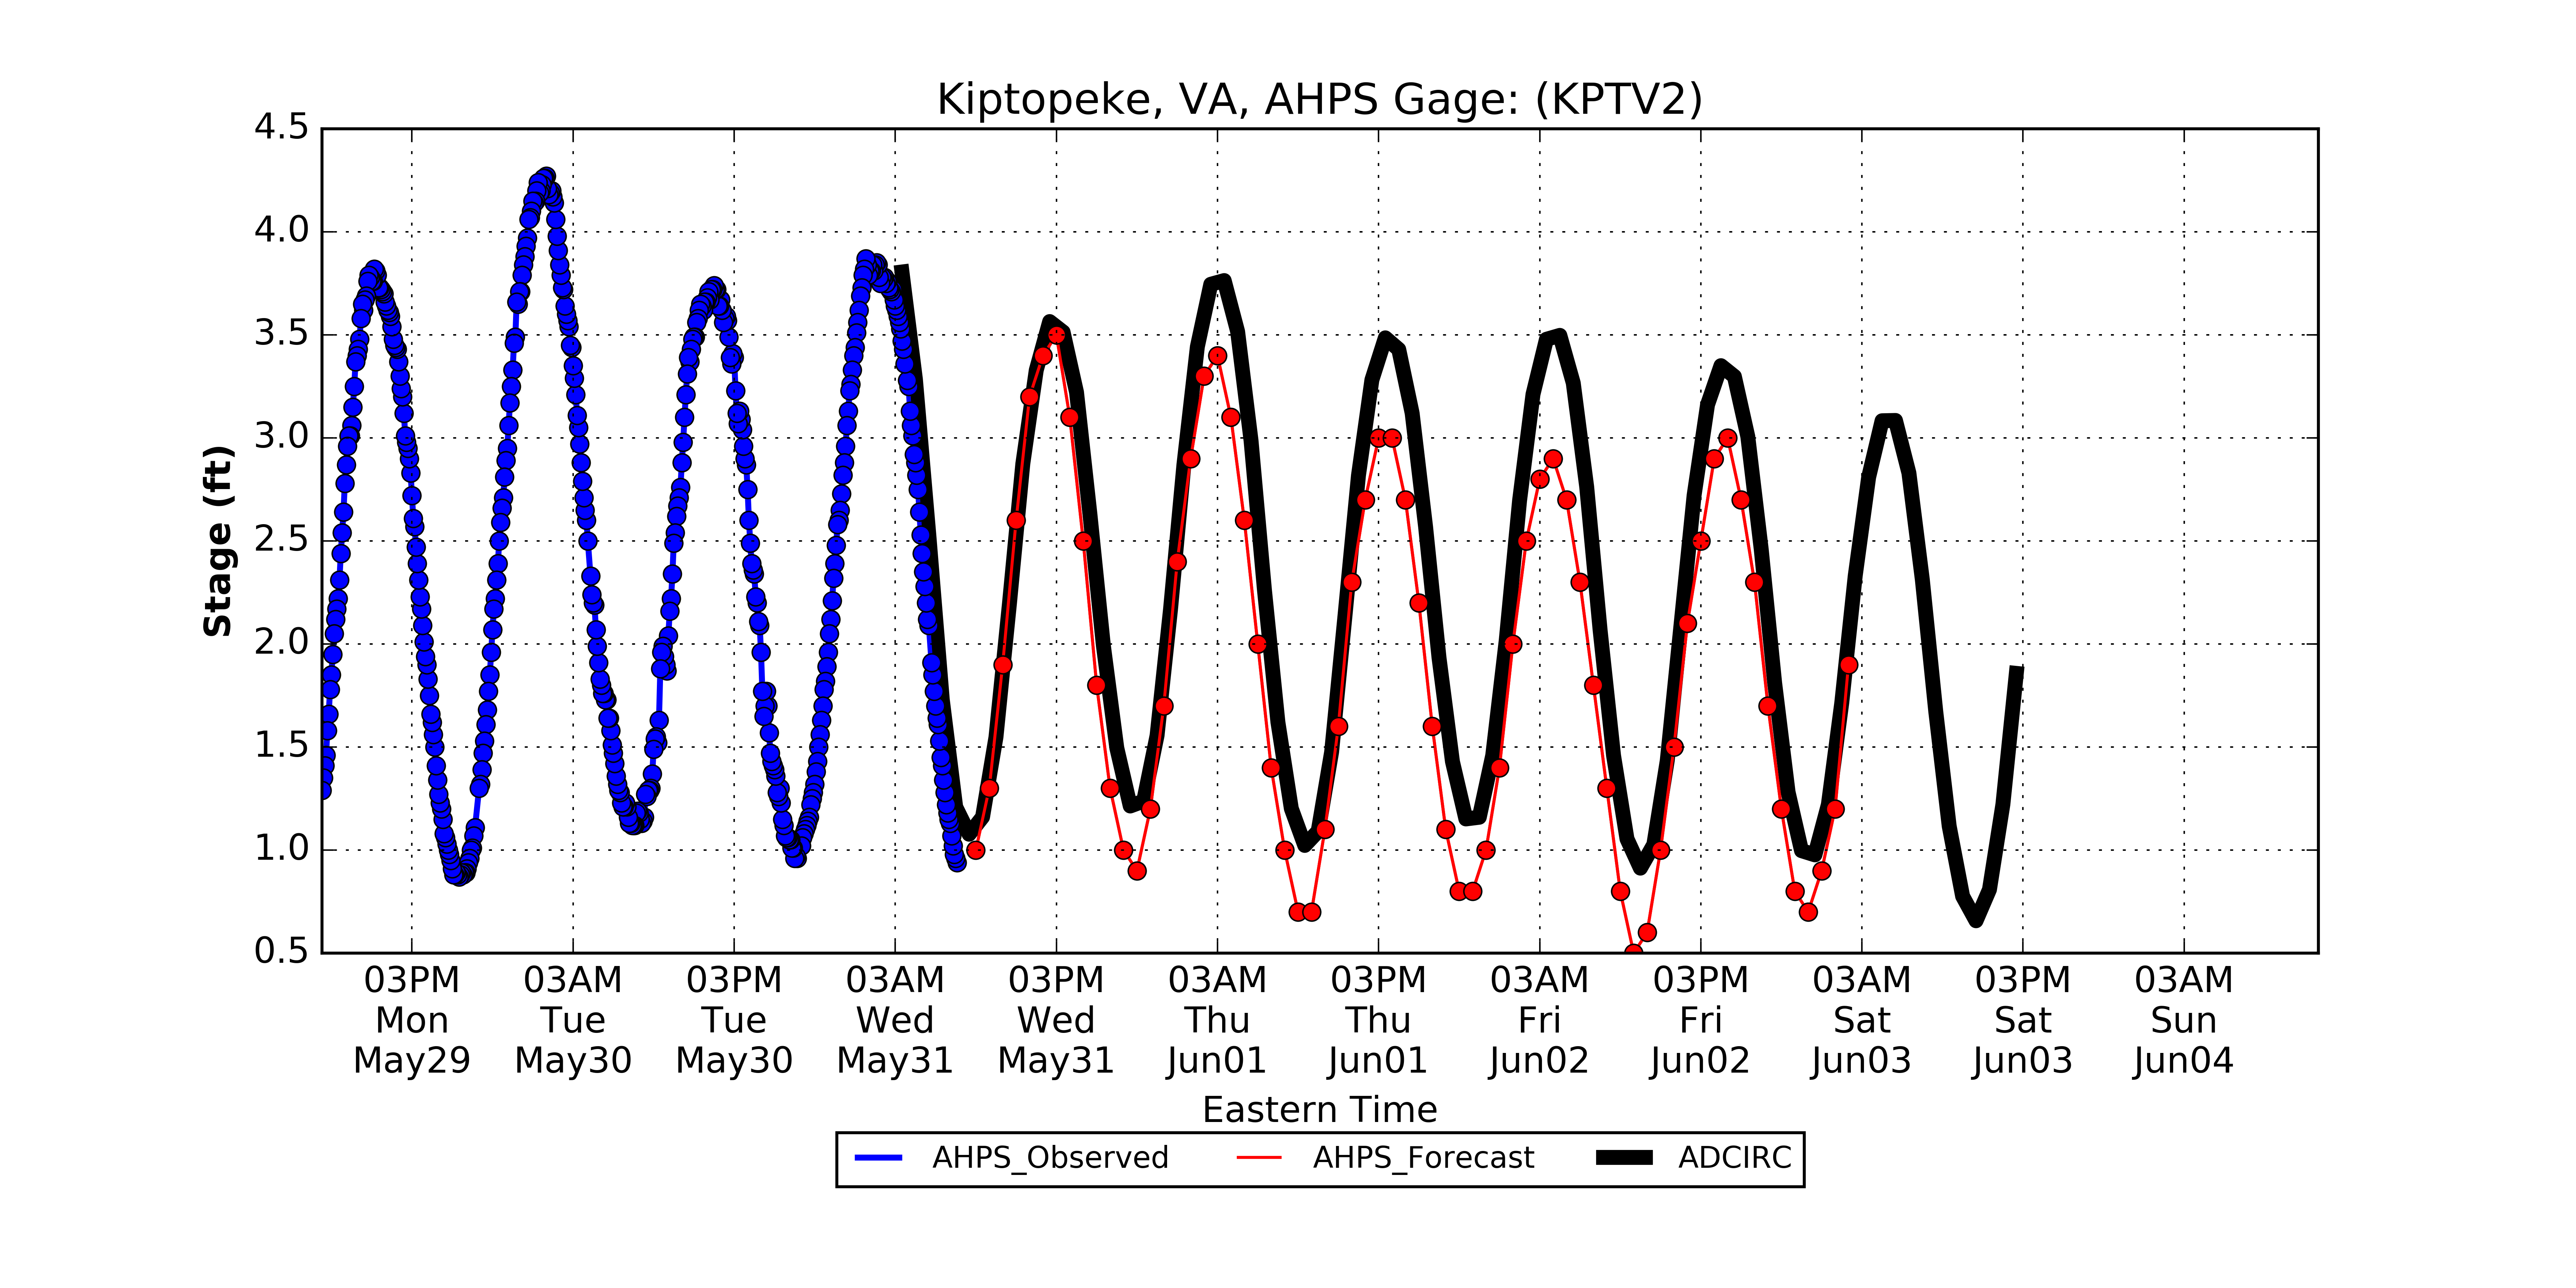 Kiptopeke, VA, AHPS Gage: (KPTV2)
4.5
4.0
3.5
3.0
2.5
2.0
1.5
1.0
0.5
Stage (ft)
03PM 03AM 03PM 03AM 03PM 03AM 03PM 03AM 03PM 03AM 03PM 03AM
Mon Tue Tue Wed Wed Thu Thu Fri Fri Sat Sat Sun
May29 May30 May30 May31 May31 Jun01 Jun01 Jun02 Jun02 Jun03 Jun03 Jun04
Eastern Time
AHPS_Observed AHPS_Forecast ADCIRC